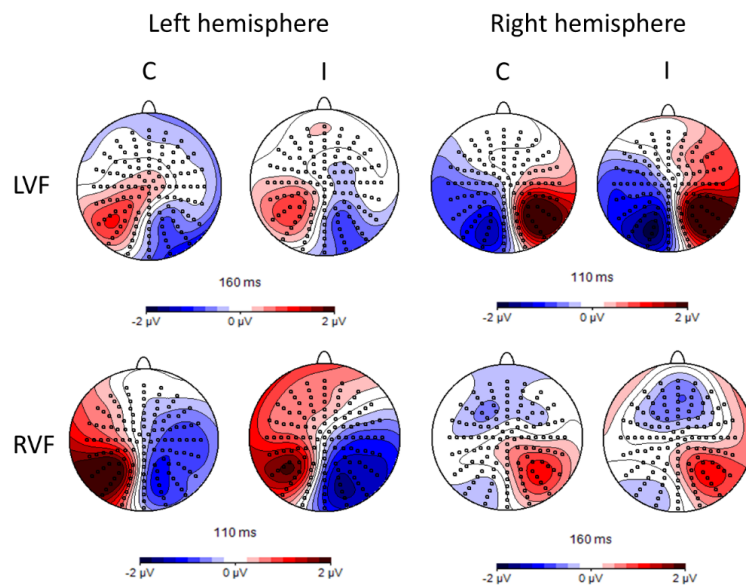 Left hemisphere Right hemisphere
C I C I
LVF
160 ms 110 ms
-2 µV 0 µV 2 µV -2 µV 0 µV 2 µV
RVF
110 ms 160 ms
-2 µV 0 µV 2 µV -2 µV 0 µV 2 µV